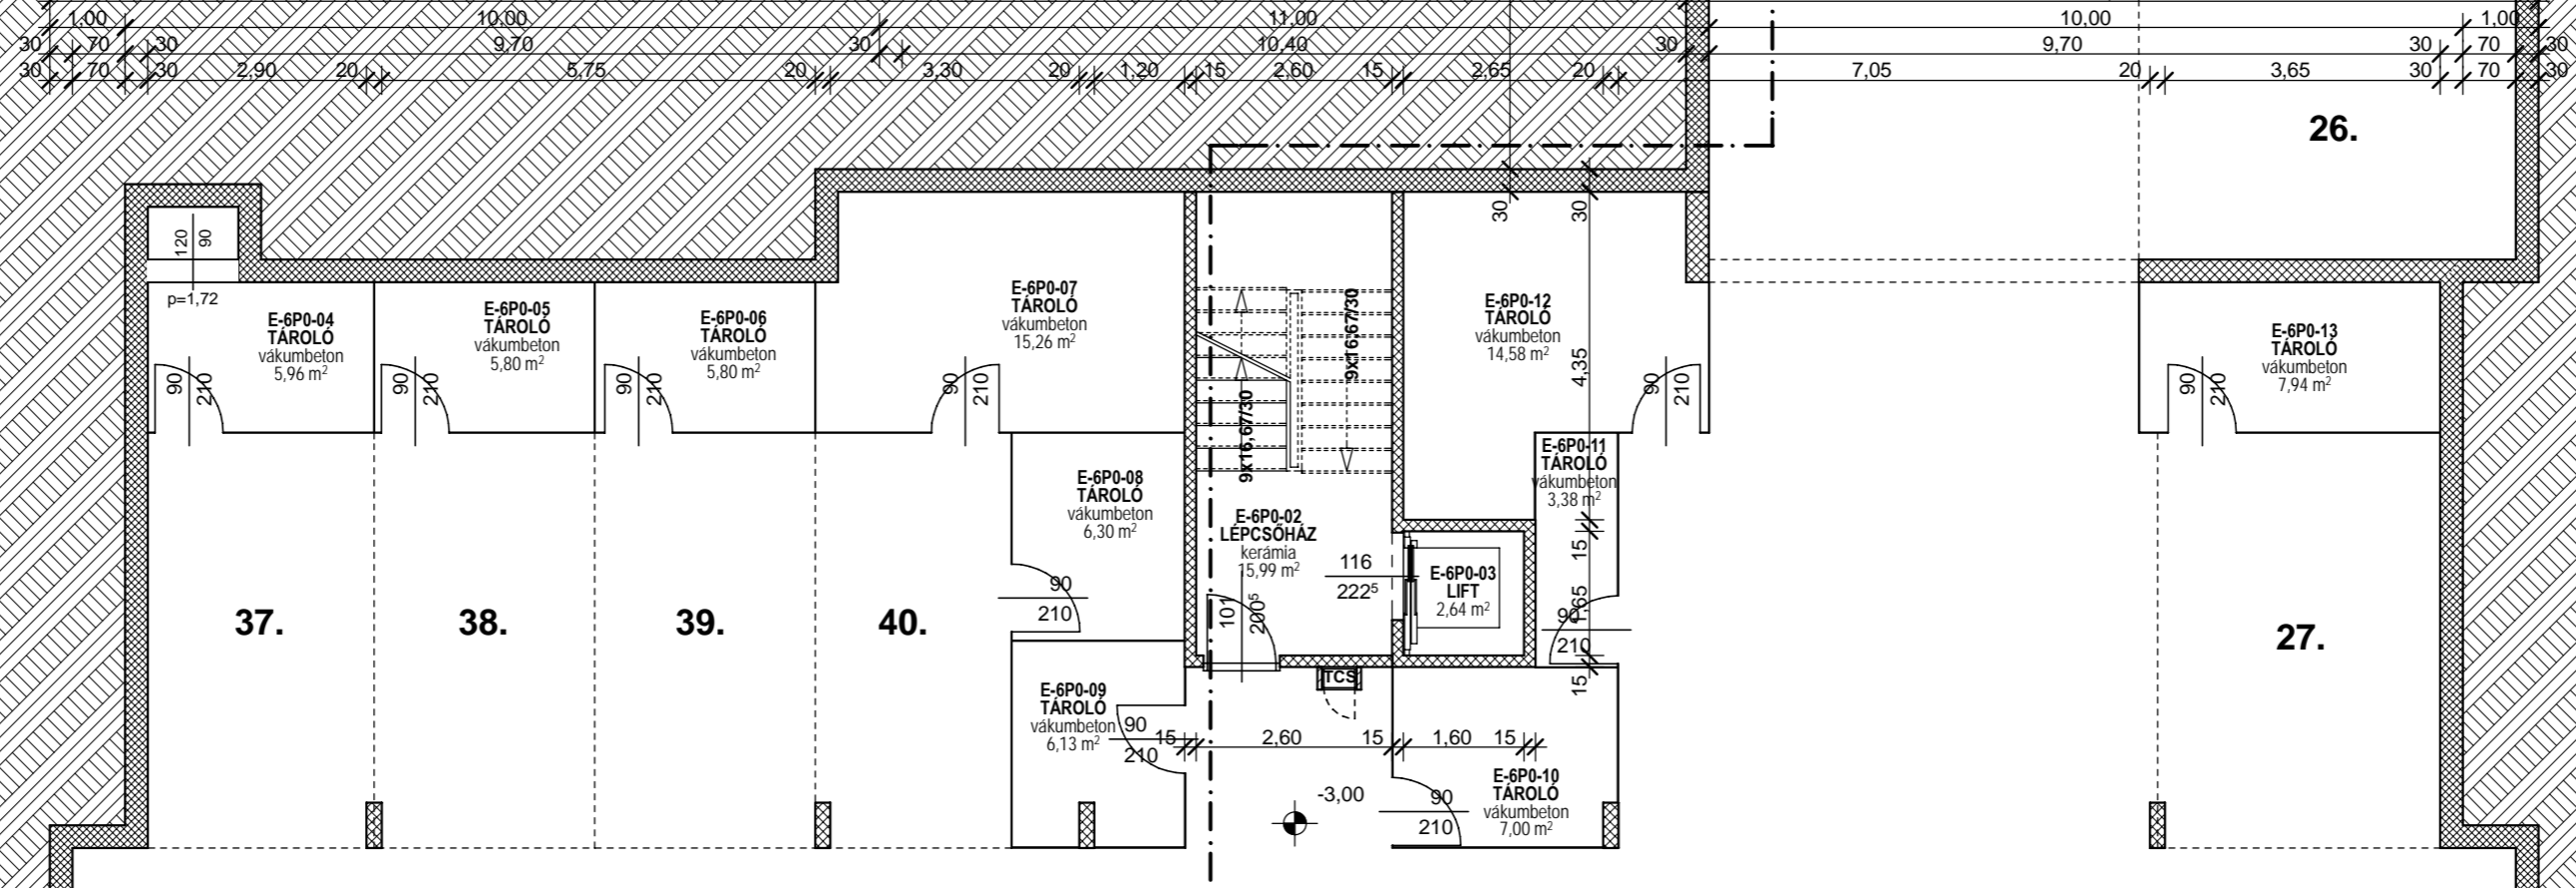 1,00 10,00 11,00 10,00 1,00
30 70 30 9,70 30 10,40 30 9,70 30 70 30
30 70 30 2,90 20 5,75 20 3,30 20 1,20 15 2,60 15 2,65 20 7,05 20 3,65 30 70 30
26.
120
90
p=1,72
30
30
E-6P0-04
TÁROLÓ
vákumbeton
5,96 m²
90
210
E-6P0-05
TÁROLÓ
vákumbeton
5,80 m²
90
210
E-6P0-06
TÁROLÓ
vákumbeton
5,80 m²
90
210
E-6P0-07
TÁROLÓ
vákumbeton
15,26 m²
90
210
9x16,67/30
9x16,67/30
E-6P0-12
TÁROLÓ
vákumbeton
14,58 m²
4,35
90
210
E-6P0-13
TÁROLÓ
vákumbeton
7,94 m²
90
210
E-6P0-08
TÁROLÓ
vákumbeton
6,30 m²
90
210
E-6P0-02
LÉPCSŐHÁZ
kerámia
15,99 m²
101
200⁵
116
222⁵
E-6P0-03
LIFT
2,64 m²
E-6P0-11
TÁROLÓ
vákumbeton
3,38 m²
15
1,65
90
210
15
37.
38.
39.
40.
27.
TCS
E-6P0-09
TÁROLÓ
vákumbeton
6,13 m²
90
210
15 2,60 15 1,60 15
-3,00
E-6P0-10
TÁROLÓ
vákumbeton
7,00 m²
90
210